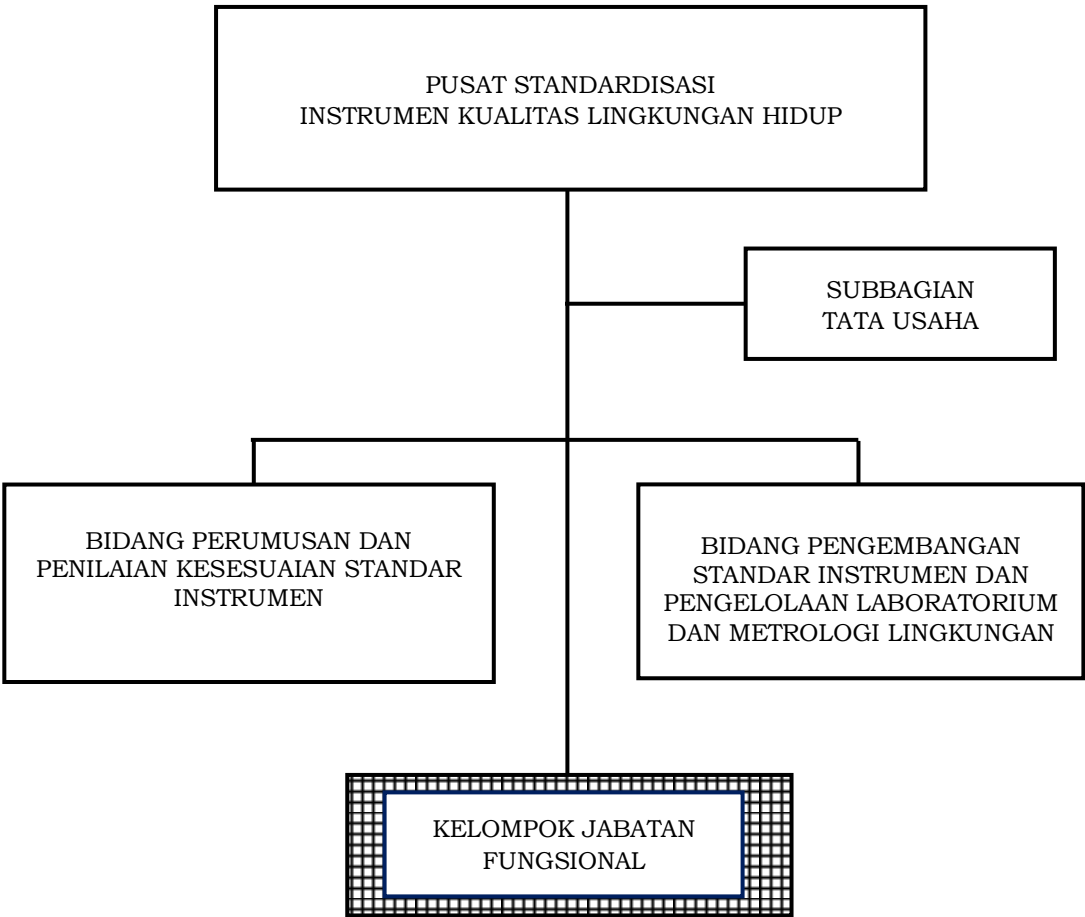 PUSAT STANDARDISASI
INSTRUMEN KUALITAS LINGKUNGAN HIDUP
SUBBAGIAN
TATA USAHA
BIDANG PERUMUSAN DAN
PENILAIAN KESESUAIAN STANDAR
INSTRUMEN
BIDANG PENGEMBANGAN
STANDAR INSTRUMEN DAN
PENGELOLAAN LABORATORIUM
DAN METROLOGI LINGKUNGAN
KELOMPOK JABATAN
FUNGSIONAL